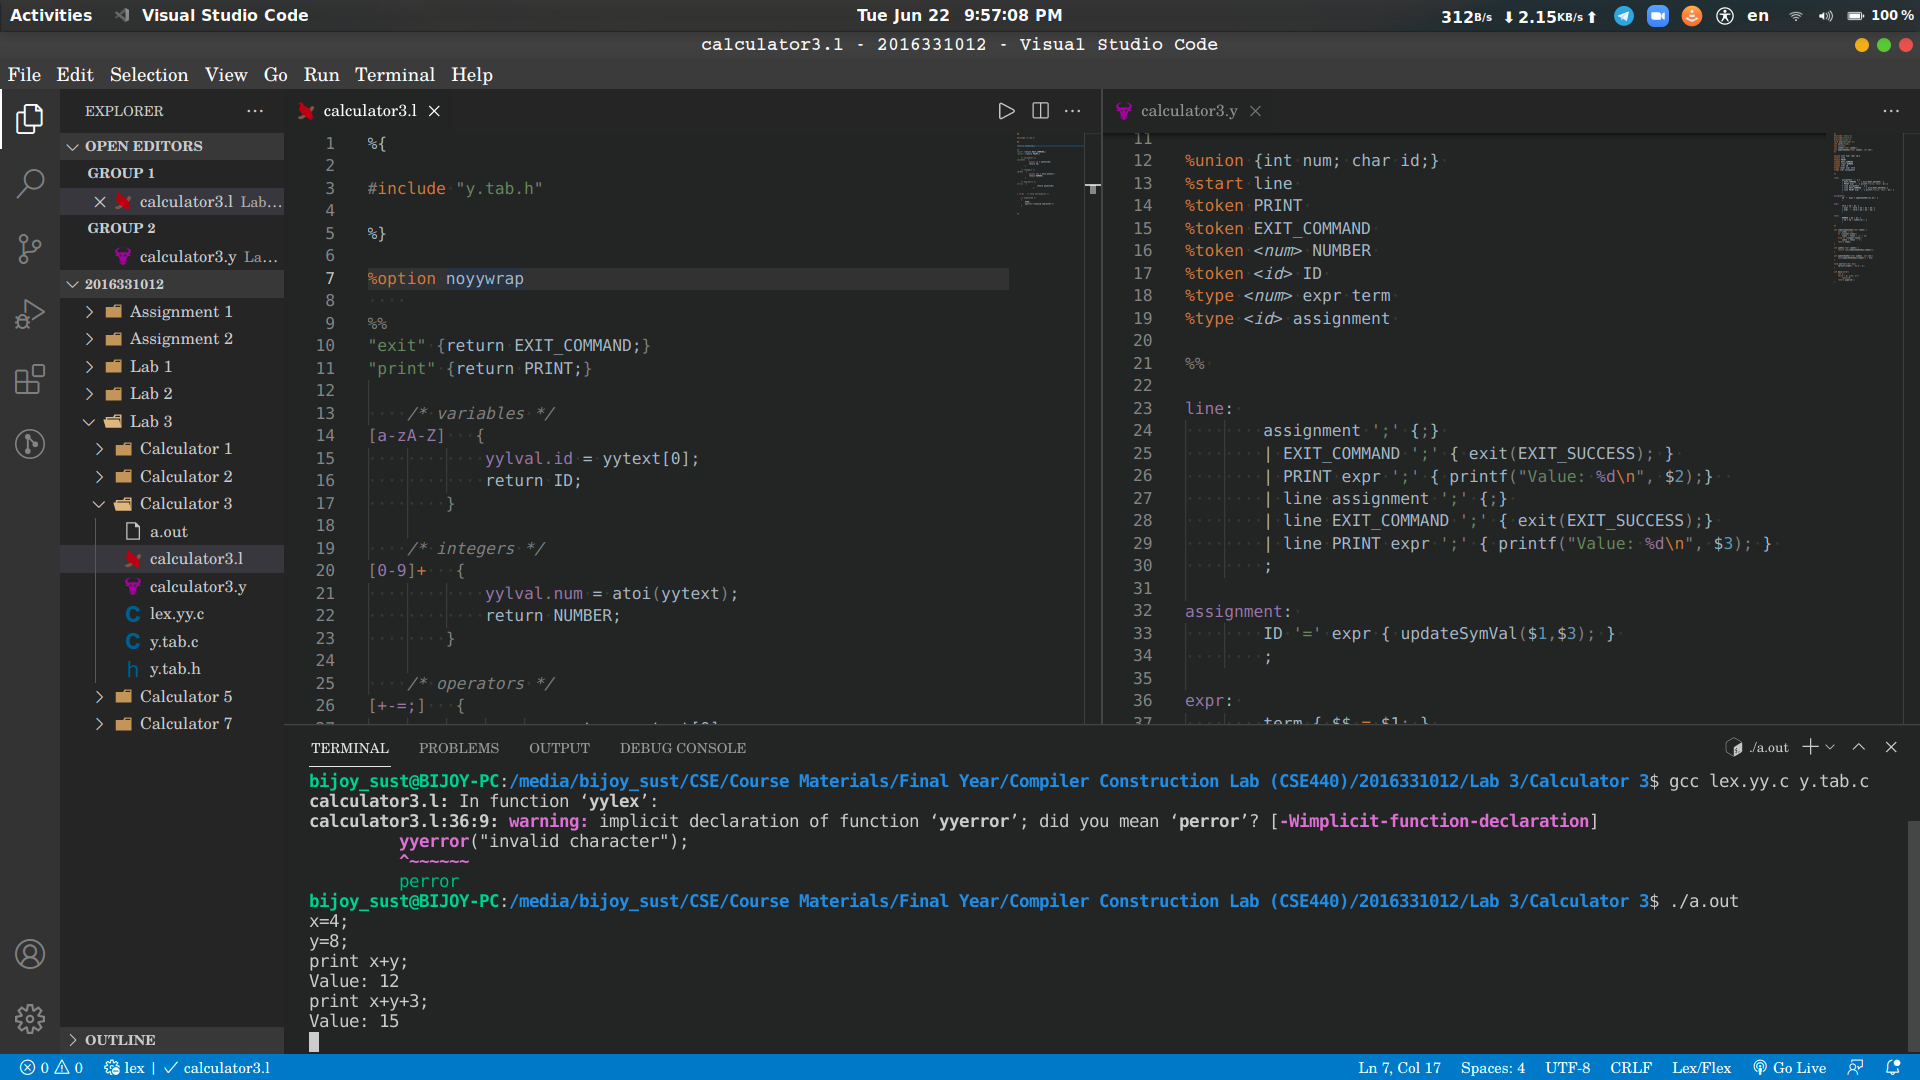 Activities Visual Studio Code Tue Jun 22 9:57:08 PM 312B/s ⬇ 2.15KB/s ⬆ en 100 %
calculator3.l - 2016331012 - Visual Studio Code
File Edit Selection View Go Run Terminal Help
EXPLORER ···
OPEN EDITORS
GROUP 1
calculator3.l Lab...
GROUP 2
calculator3.y La...
2016331012
Assignment 1
Assignment 2
Lab 1
Lab 2
Lab 3
Calculator 1
Calculator 2
Calculator 3
a.out
calculator3.l
calculator3.y
lex.yy.c
y.tab.c
y.tab.h
Calculator 5
Calculator 7
OUTLINE
calculator3.l
1 %{
2
3 #include "y.tab.h"
4
5 %}
6
7 %option noyywrap
8
9 %%
10 "exit" {return EXIT_COMMAND;}
11 "print" {return PRINT;}
12
13 /* variables */
14 [a-zA-Z] {
15 yylval.id = yytext[0];
16 return ID;
17 }
18
19 /* integers */
20 [0-9]+ {
21 yylval.num = atoi(yytext);
22 return NUMBER;
23 }
24
25 /* operators */
26 [+-=;] {
27
calculator3.y
11
12 %union {int num; char id;}
13 %start line
14 %token PRINT
15 %token EXIT_COMMAND
16 %token <num> NUMBER
17 %token <id> ID
18 %type <num> expr term
19 %type <id> assignment
20
21 %%
22
23 line:
24 assignment ';' {;}
25 | EXIT_COMMAND ';' { exit(EXIT_SUCCESS); }
26 | PRINT expr ';' { printf("Value: %d\n", $2);}
27 | line assignment ';' {;}
28 | line EXIT_COMMAND ';' { exit(EXIT_SUCCESS);}
29 | line PRINT expr ';' { printf("Value: %d\n", $3); }
30 ;
31
32 assignment:
33 ID '=' expr { updateSymVal($1,$3); }
34 ;
35
36 expr:
37 term { $$ = $1; }
TERMINAL PROBLEMS OUTPUT DEBUG CONSOLE ./a.out
bijoy_sust@BIJOY-PC:/media/bijoy_sust/CSE/Course Materials/Final Year/Compiler Construction Lab (CSE440)/2016331012/Lab 3/Calculator 3$ gcc lex.yy.c y.tab.c
calculator3.l: In function ‘yylex’:
calculator3.l:36:9: warning: implicit declaration of function ‘yyerror’; did you mean ‘perror’? [-Wimplicit-function-declaration]
yyerror("invalid character");
^~~~~~~
perror
bijoy_sust@BIJOY-PC:/media/bijoy_sust/CSE/Course Materials/Final Year/Compiler Construction Lab (CSE440)/2016331012/Lab 3/Calculator 3$ ./a.out
x=4;
y=8;
print x+y;
Value: 12
print x+y+3;
Value: 15
0 0 lex | ✓ calculator3.l Ln 7, Col 17 Spaces: 4 UTF-8 CRLF Lex/Flex Go Live